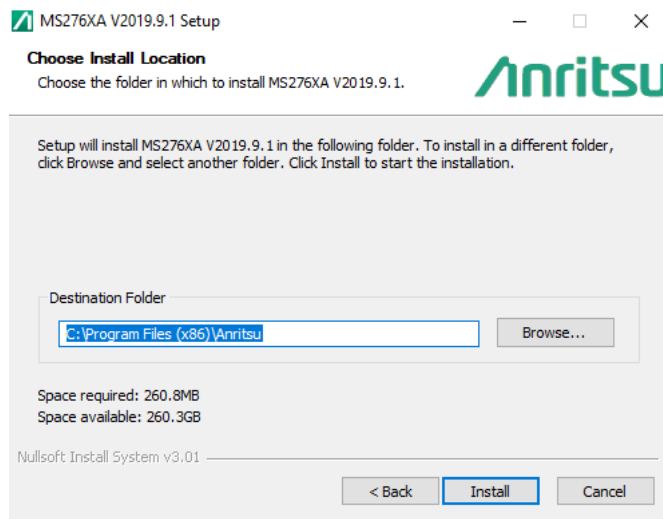 MS276XA V2019.9.1 Setup
Choose Install Location
Choose the folder in which to install MS276XA V2019.9.1.
Anritsu
Setup will install MS276XA V2019.9.1 in the following folder. To install in a different folder,
click Browse and select another folder. Click Install to start the installation.
Destination Folder
C:\Program Files (x86)\Anritsu
Browse...
Space required: 260.8MB
Space available: 260.3GB
Nullsoft Install System v3.01
< Back
Install
Cancel